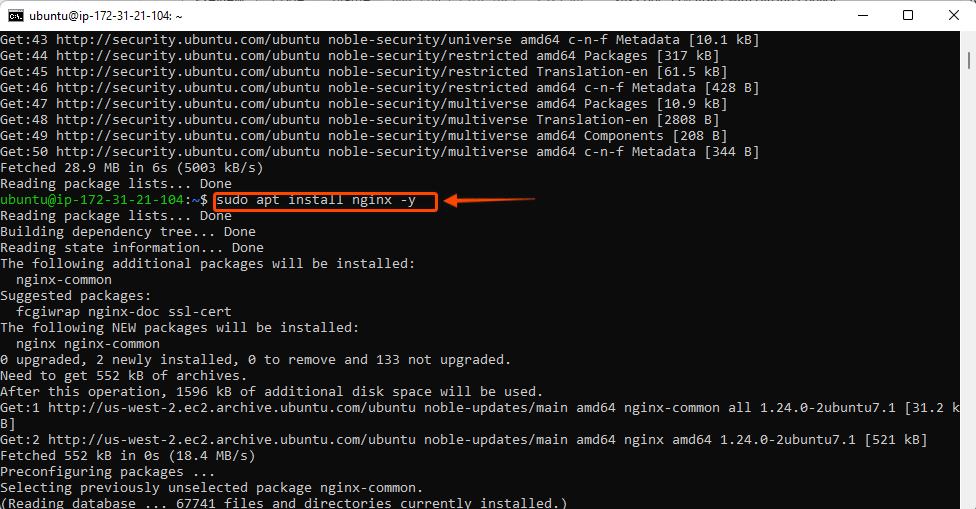 ubuntu@ip-172-31-21-104: ~
Get:43 http://security.ubuntu.com/ubuntu noble-security/universe amd64 c-n-f Metadata [10.1 kB]
Get:44 http://security.ubuntu.com/ubuntu noble-security/restricted amd64 Packages [317 kB]
Get:45 http://security.ubuntu.com/ubuntu noble-security/restricted Translation-en [61.5 kB]
Get:46 http://security.ubuntu.com/ubuntu noble-security/restricted amd64 c-n-f Metadata [428 B]
Get:47 http://security.ubuntu.com/ubuntu noble-security/multiverse amd64 Packages [10.9 kB]
Get:48 http://security.ubuntu.com/ubuntu noble-security/multiverse Translation-en [2808 B]
Get:49 http://security.ubuntu.com/ubuntu noble-security/multiverse amd64 Components [208 B]
Get:50 http://security.ubuntu.com/ubuntu noble-security/multiverse amd64 c-n-f Metadata [344 B]
Fetched 28.9 MB in 6s (5003 kB/s)
Reading package lists... Done
ubuntu@ip-172-31-21-104:~$ sudo apt install nginx -y
Reading package lists... Done
Building dependency tree... Done
Reading state information... Done
The following additional packages will be installed:
  nginx-common
Suggested packages:
  fcgiwrap nginx-doc ssl-cert
The following NEW packages will be installed:
  nginx nginx-common
0 upgraded, 2 newly installed, 0 to remove and 133 not upgraded.
Need to get 552 kB of archives.
After this operation, 1596 kB of additional disk space will be used.
Get:1 http://us-west-2.ec2.archive.ubuntu.com/ubuntu noble-updates/main amd64 nginx-common all 1.24.0-2ubuntu7.1 [31.2 k
B]
Get:2 http://us-west-2.ec2.archive.ubuntu.com/ubuntu noble-updates/main amd64 nginx amd64 1.24.0-2ubuntu7.1 [521 kB]
Fetched 552 kB in 0s (18.4 MB/s)
Preconfiguring packages ...
Selecting previously unselected package nginx-common.
(Reading database ... 67741 files and directories currently installed.)